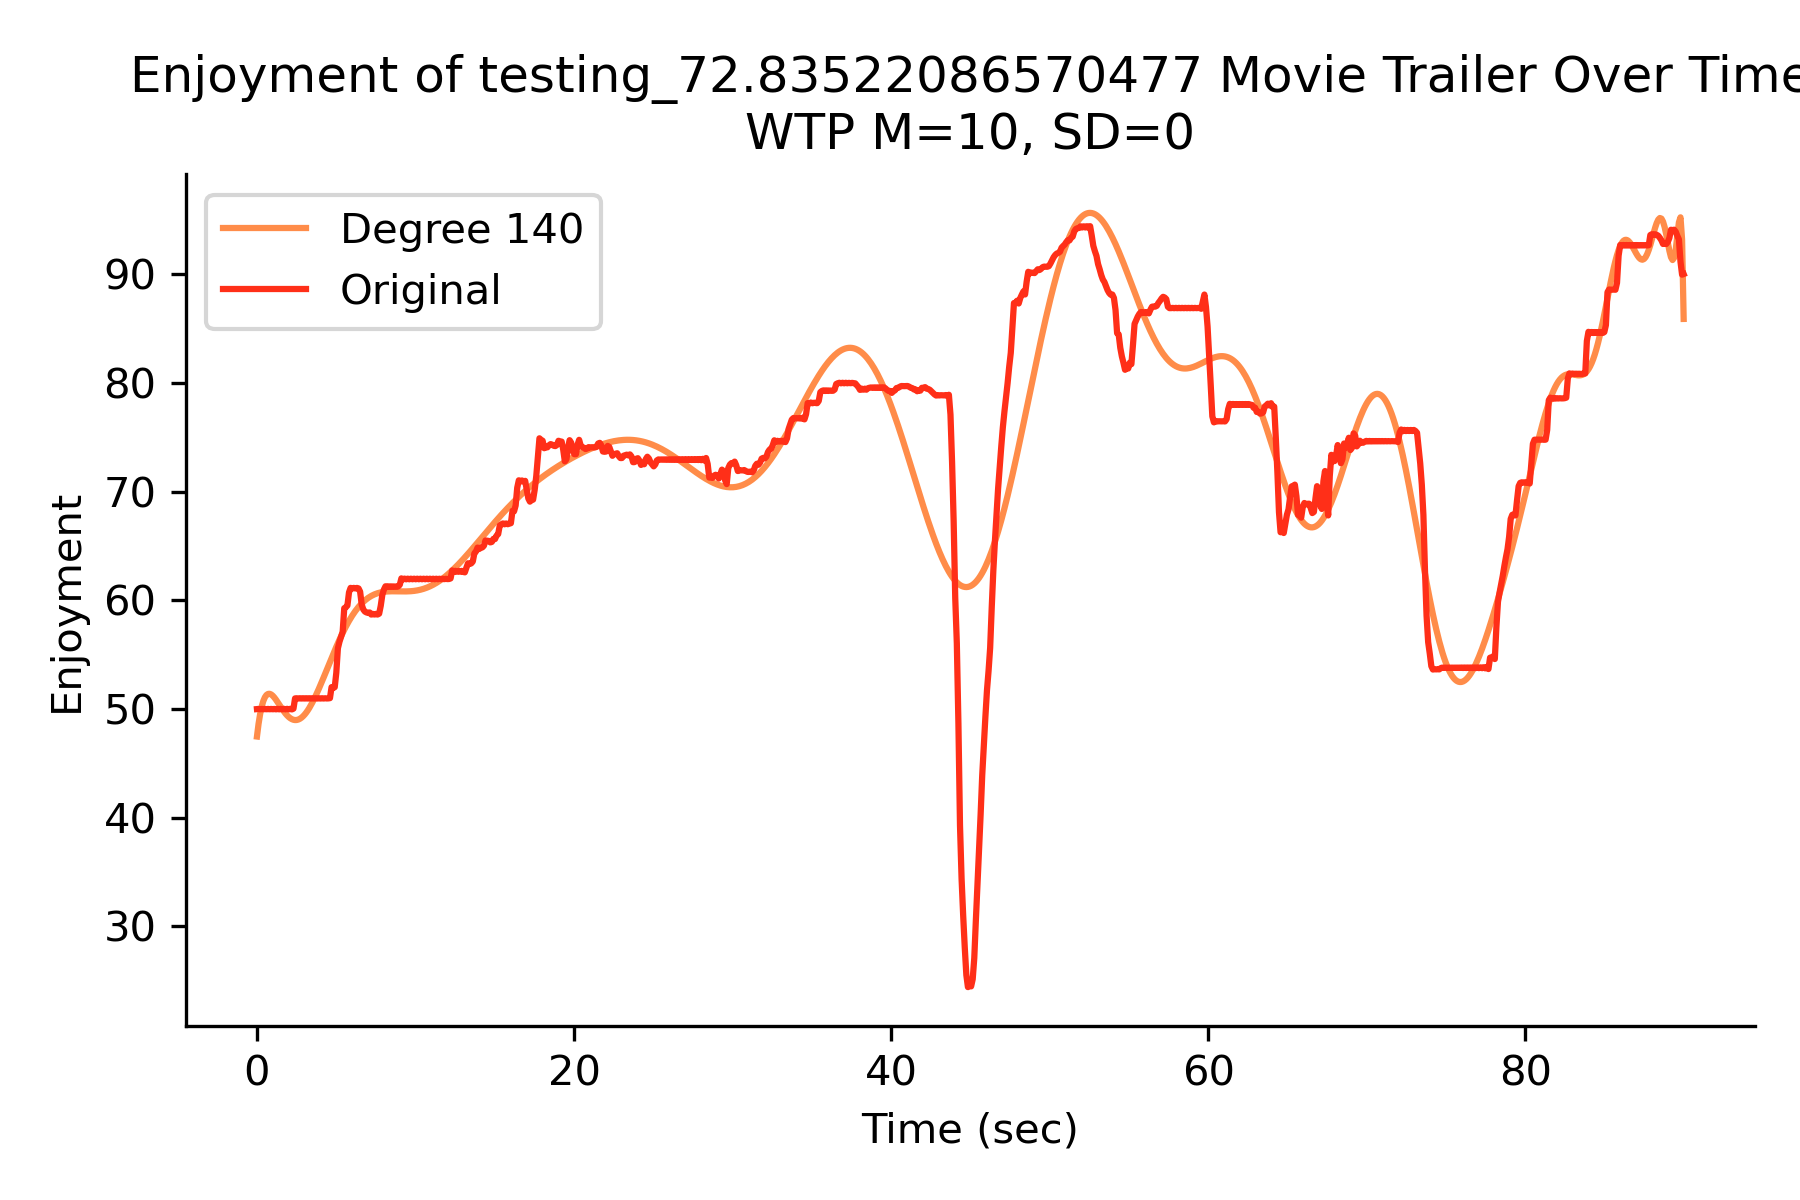 Enjoyment of testing_72.83522086570477 Movie Trailer Over Time
WTP M=10, SD=0
Degree 140
Original
Enjoyment
90
80
70
60
50
40
30
0 20 40 60 80
Time (sec)